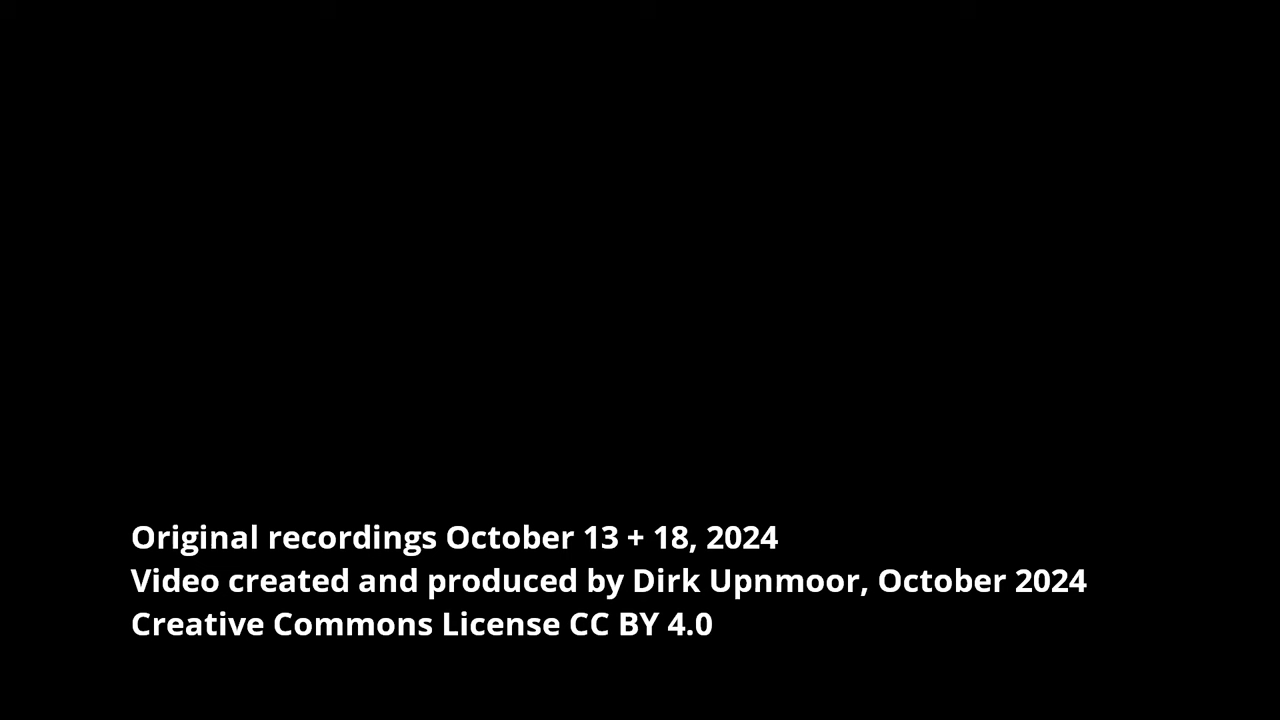 Original recordings October 13 + 18, 2024
Video created and produced by Dirk Upnmoor, October 2024
Creative Commons License CC BY 4.0